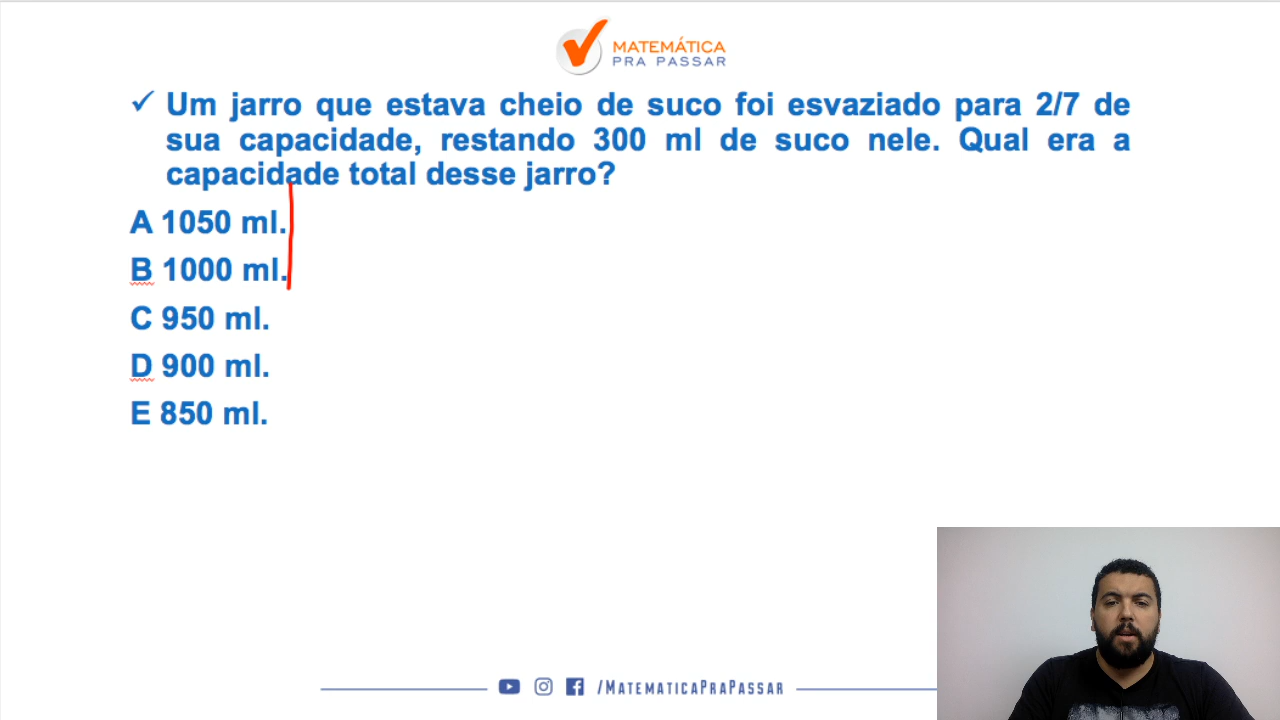 MATEMÁTICA
PRA PASSAR
✓ Um jarro que estava cheio de suco foi esvaziado para 2/7 de
sua capacidade, restando 300 ml de suco nele. Qual era a
capacidade total desse jarro?
A 1050 ml.
B 1000 ml.
C 950 ml.
D 900 ml.
E 850 ml.
/MATEMATICAPRAPASSAR